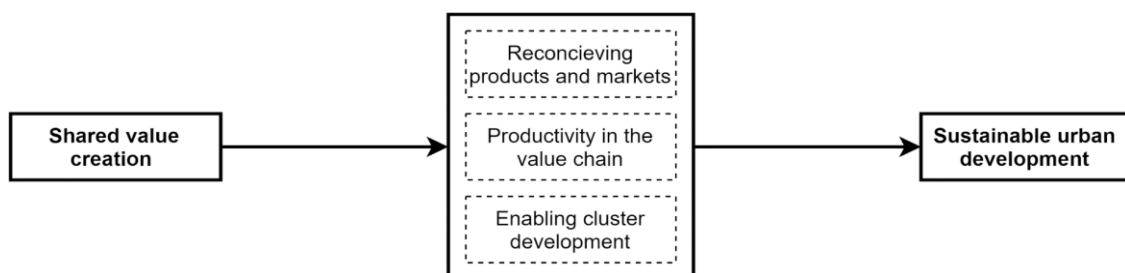 Reconcieving
products and markets
Shared value
creation
Productivity in the
value chain
Sustainable urban
development
Enabling cluster
development